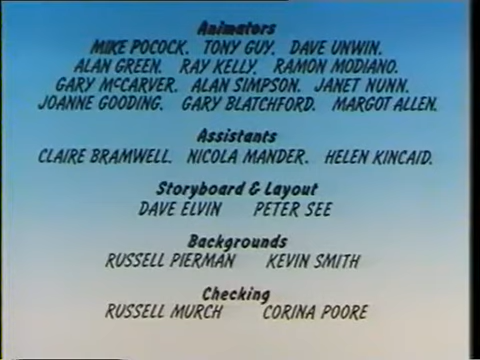 Animators
MIKE POCOCK. TONY GUY. DAVE UNWIN.
ALAN GREEN. RAY KELLY. RAMON MODIANO.
GARY McCARVER. ALAN SIMPSON. JANET NUNN.
JOANNE GOODING. GARY BLATCHFORD. MARGOT ALLEN.
Assistants
CLAIRE BRAMWELL. NICOLA MANDER. HELEN KINCAID.
Storyboard & Layout
DAVE ELVIN PETER SEE
Backgrounds
RUSSELL PIERMAN KEVIN SMITH
Checking
RUSSELL MURCH CORINA POORE